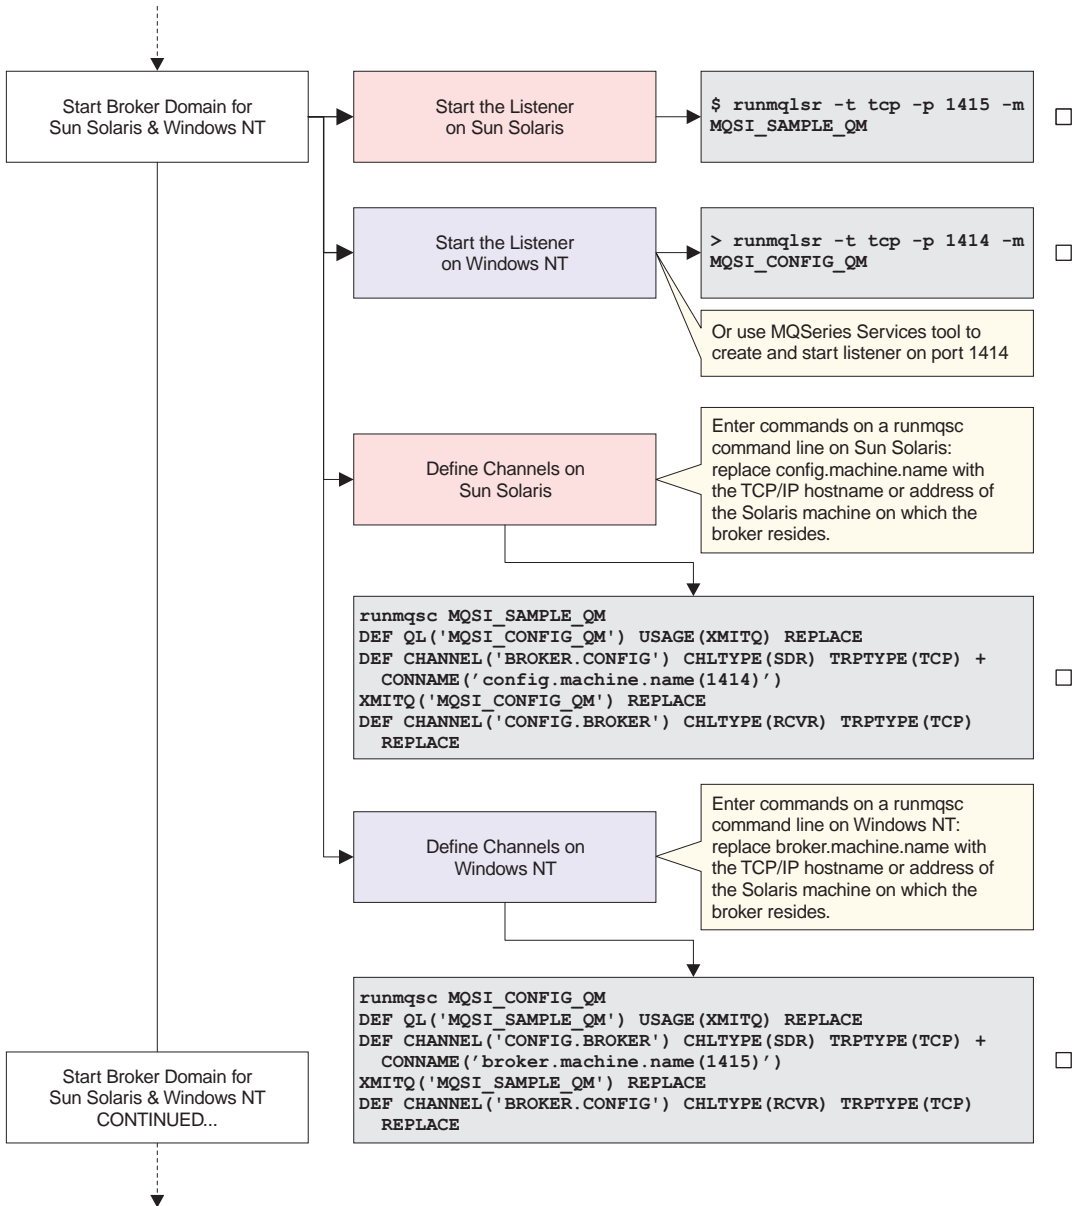 Start Broker Domain for
Sun Solaris & Windows NT
Start the Listener
on Sun Solaris
$ runmqlsr -t tcp -p 1415 -m
MQSI_SAMPLE_QM
Start the Listener
on Windows NT
> runmqlsr -t tcp -p 1414 -m
MQSI_CONFIG_QM
Or use MQSeries Services tool to
create and start listener on port 1414
Define Channels on
Sun Solaris
Enter commands on a runmqsc
command line on Sun Solaris:
replace config.machine.name with
the TCP/IP hostname or address of
the Solaris machine on which the
broker resides.
runmqsc MQSI_SAMPLE_QM
DEF QL('MQSI_CONFIG_QM') USAGE(XMITQ) REPLACE
DEF CHANNEL('BROKER.CONFIG') CHLTYPE(SDR) TRPTYPE(TCP) +
CONNAME('config.machine.name(1414)')
XMITQ('MQSI_CONFIG_QM') REPLACE
DEF CHANNEL('CONFIG.BROKER') CHLTYPE(RCVR) TRPTYPE(TCP)
REPLACE
Define Channels on
Windows NT
Enter commands on a runmqsc
command line on Windows NT:
replace broker.machine.name with
the TCP/IP hostname or address of
the Solaris machine on which the
broker resides.
runmqsc MQSI_CONFIG_QM
DEF QL('MQSI_SAMPLE_QM') USAGE(XMITQ) REPLACE
DEF CHANNEL('CONFIG.BROKER') CHLTYPE(SDR) TRPTYPE(TCP) +
CONNAME('broker.machine.name(1415)')
XMITQ('MQSI_SAMPLE_QM') REPLACE
DEF CHANNEL('BROKER.CONFIG') CHLTYPE(RCVR) TRPTYPE(TCP)
REPLACE
Start Broker Domain for
Sun Solaris & Windows NT
CONTINUED...